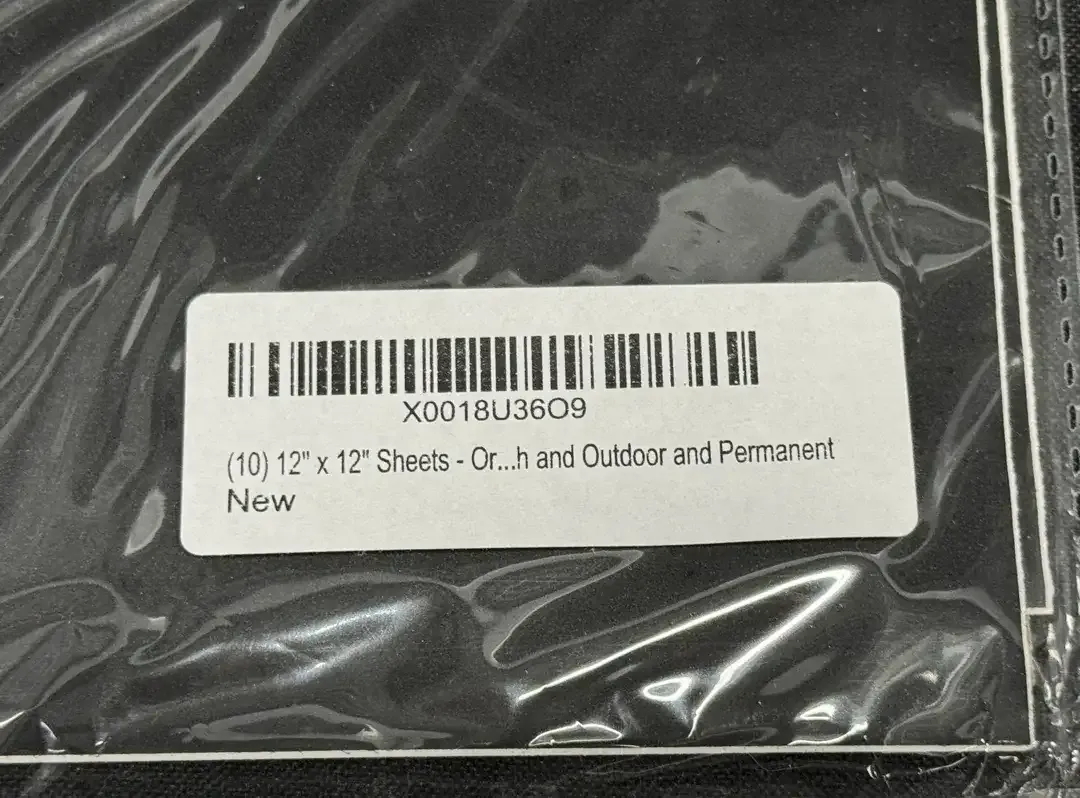 X0018U36O9
(10) 12" x 12" Sheets - Or...h and Outdoor and Permanent
New